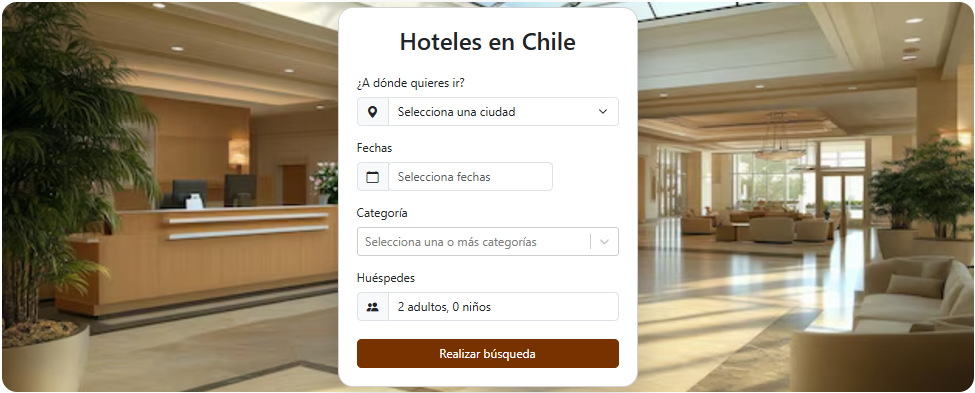 Hoteles en Chile
¿A dónde quieres ir?
Selecciona una ciudad
Fechas
Selecciona fechas
Categoría
Selecciona una o más categorías
Huéspedes
2 adultos, 0 niños
Realizar búsqueda